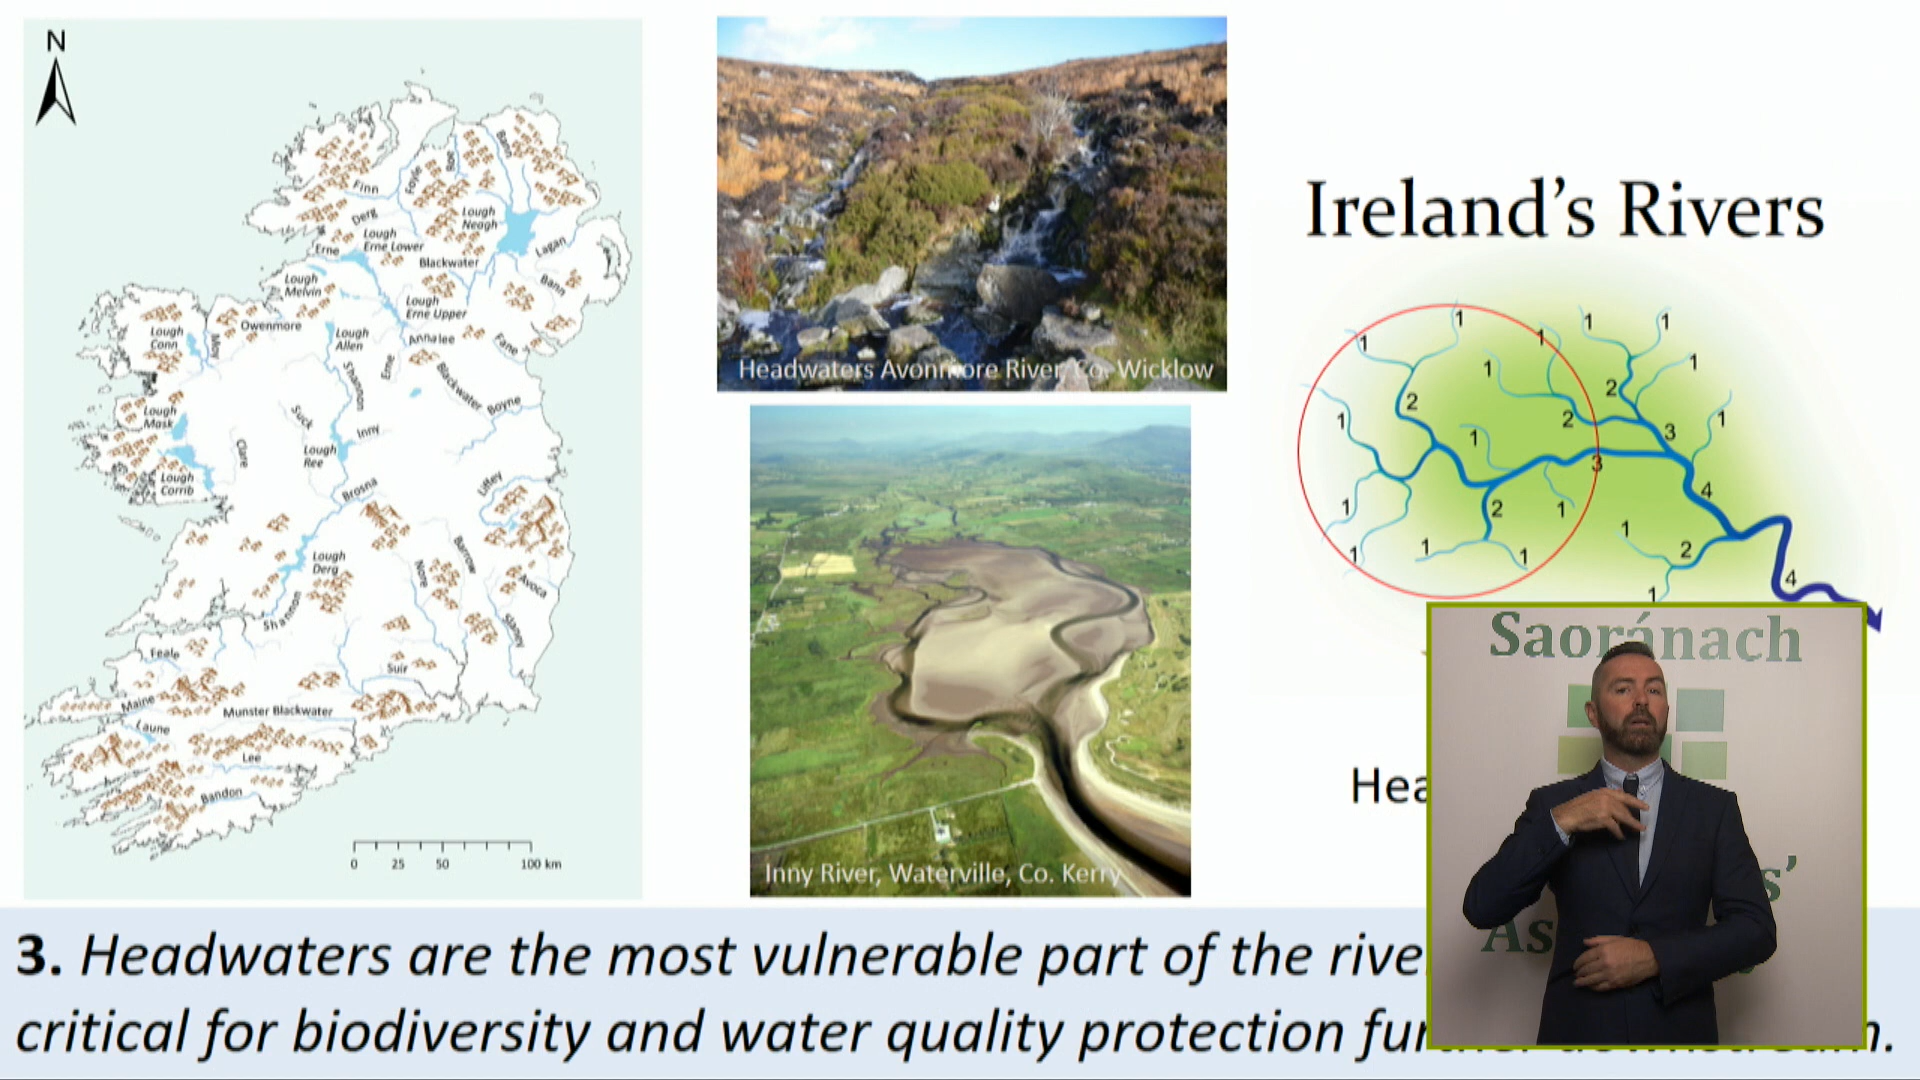 N
Finn
Foyle
Roe
Bann
Derg
Lough
Neagh
Lough
Erne Lower
Erne
Lagan
Blackwater
Lough
Melvin
Bann
Lough
Erne Upper
Owenmore
Lough
Conn
Moy
Lough
Allen
Annalee
Fane
Erne
Shannon
Blackwater
Boyne
Lough
Mask
Suck
Inny
Clare
Lough
Ree
Lough
Corrib
Brosna
Liffey
Lough
Derg
Barrow
Nore
Avoca
Shannon
Slaney
Feale
Suir
Maine
Munster Blackwater
Laune
Lee
Bandon
0 25 50 100 km
Headwaters Avonmore River, Co. Wicklow
Inny River, Waterville, Co. Kerry
Ireland's Rivers
1 1 1 1 1
1 1
2 2
1 2 1 1 3
3
4
1 2 1
1 1 1 1 2
1 4
Saoránach
Hea
s'
As
3. Headwaters are the most vulnerable part of the rive
critical for biodiversity and water quality protection further downstream.